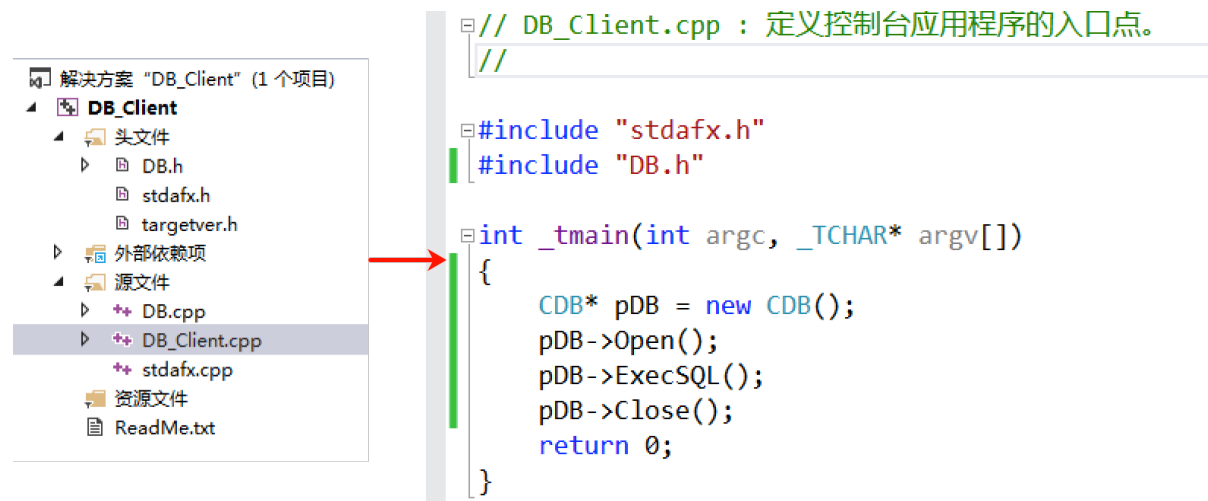 解决方案“DB_Client”(1 个项目)
DB_Client
头文件
DB.h
stdafx.h
targetver.h
外部依赖项
源文件
DB.cpp
DB_Client.cpp
stdafx.cpp
资源文件
ReadMe.txt
// DB_Client.cpp : 定义控制台应用程序的入口点。
//
#include "stdafx.h"
#include "DB.h"
int _tmain(int argc, _TCHAR* argv[])
{
CDB* pDB = new CDB();
pDB->Open();
pDB->ExecSQL();
pDB->Close();
return 0;
}